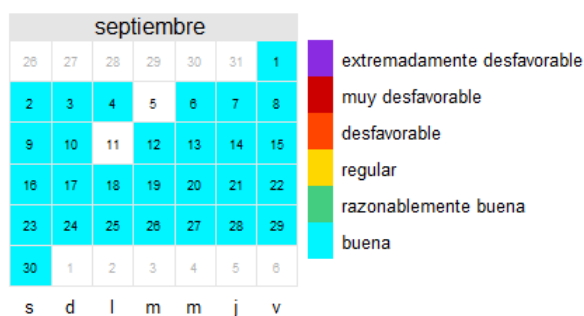 septiembre
26 27 28 29 30 31 1
2 3 4 5 6 7 8
9 10 11 12 13 14 15
16 17 18 19 20 21 22
23 24 25 26 27 28 29
30 1 2 3 4 5 6
s d l m m j v
extremadamente desfavorable
muy desfavorable
desfavorable
regular
razonablemente buena
buena